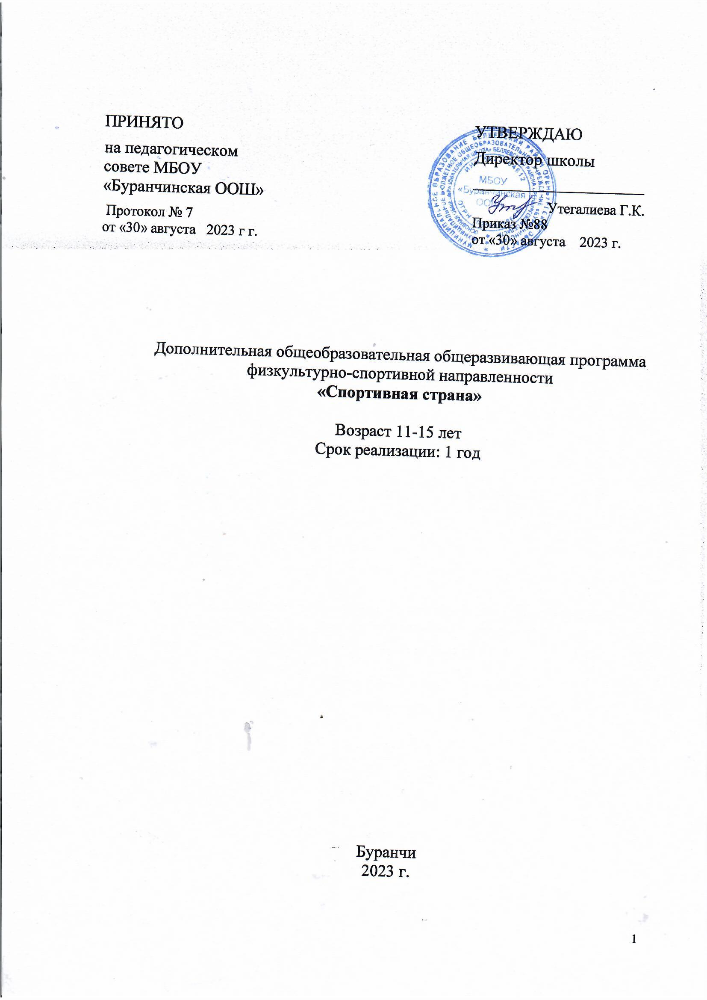 ПРИНЯТО
на педагогическом
совете МБОУ
«Буранчинская ООШ»
Протокол № 7
от «30» августа 2023 г г.
УТВЕРЖДАЮ
Директор школы
Утегалиева Г.К.
Приказ №88
от «30» августа 2023 г.
МБОУ
«Буранчинская
Дополнительная общеобразовательная общеразвивающая программа
физкультурно-спортивной направленности
«Спортивная страна»
Возраст 11-15 лет
Срок реализации: 1 год
Буранчи
2023 г.
1